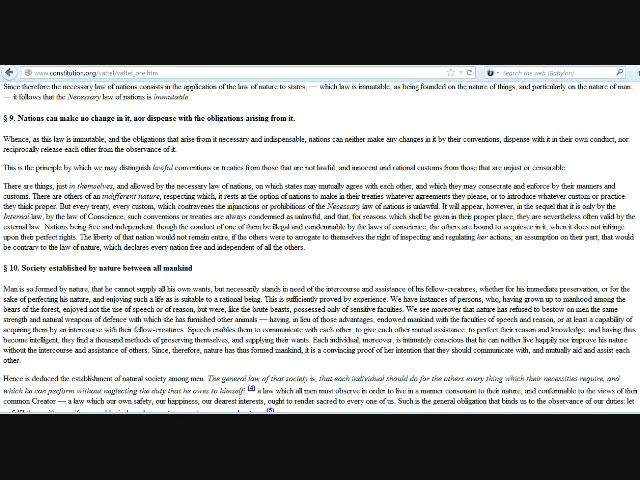 www.constitution.org/vattel/vattel_pre.htm
Search the web (Babylon)
Since therefore the necessary law of nations consists in the application of the law of nature to states, — which law is immutable, as being founded on the nature of things, and particularly on the nature of man,
— it follows that the Necessary law of nations is immutable.
§ 9. Nations can make no change in it, nor dispense with the obligations arising from it.
Whence, as this law is immutable, and the obligations that arise from it necessary and indispensable, nations can neither make any changes in it by their conventions, dispense with it in their own conduct, nor
reciprocally release each other from the observance of it.
This is the principle by which we may distinguish lawful conventions or treaties from those that are not lawful, and innocent and rational customs from those that are unjust or censurable.
There are things, just in themselves, and allowed by the necessary law of nations, on which states may mutually agree with each other, and which they may consecrate and enforce by their manners and
customs. There are others of an indifferent nature, respecting which, it rests at the option of nations to make in their treaties whatever agreements they please, or to introduce whatever custom or practice
they think proper. But every treaty, every custom, which contravenes the injunctions or prohibitions of the Necessary law of nations is unlawful. It will appear, however, in the sequel that it is only by the
Internal law, by the law of Conscience, such conventions or treaties are always condemned as unlawful, and that, for reasons which shall be given in their proper place, they are nevertheless often valid by the
external law. Nations being free and independent, though the conduct of one of them be illegal and condemnable by the laws of conscience, the others are bound to acquiesce in it, when it does not infringe
upon their perfect rights. The liberty of that nation would not remain entire, if the others were to arrogate to themselves the right of inspecting and regulating her actions; an assumption on their part, that would
be contrary to the law of nature, which declares every nation free and independent of all the others.
§ 10. Society established by nature between all mankind
Man is so formed by nature, that he cannot supply all his own wants, but necessarily stands in need of the intercourse and assistance of his fellow-creatures, whether for his immediate preservation, or for the
sake of perfecting his nature, and enjoying such a life as is suitable to a rational being. This is sufficiently proved by experience. We have instances of persons, who, having grown up to manhood among the
bears of the forest, enjoyed not the use of speech or of reason, but were, like the brute beasts, possessed only of sensitive faculties. We see moreover that nature has refused to bestow on men the same
strength and natural weapons of defence with which she has furnished other animals — having, in lieu of those advantages, endowed mankind with the faculties of speech and reason, or at least a capability of
acquiring them by an intercourse with their fellow-creatures. Speech enables them to communicate with each other, to give each other mutual assistance, to perfect their reason and knowledge; and having thus
become intelligent, they find a thousand methods of preserving themselves, and supplying their wants. Each individual, moreover, is intimately conscious that he can neither live happily nor improve his nature
without the intercourse and assistance of others. Since, therefore, nature has thus formed mankind, it is a convincing proof of her intention that they should communicate with, and mutually aid and assist each
other.
Hence is deduced the establishment of natural society among men. The general law of that society is, that each individual should do for the others every thing which their necessities require, and
which he can perform without neglecting the duty that he owes to himself: (4) a law which all men must observe in order to live in a manner consonant to their nature, and conformable to the views of their
common Creator — a law which our own safety, our happiness, our dearest interests, ought to render sacred to every one of us. Such is the general obligation that binds us to the observance of our duties: let
(5)